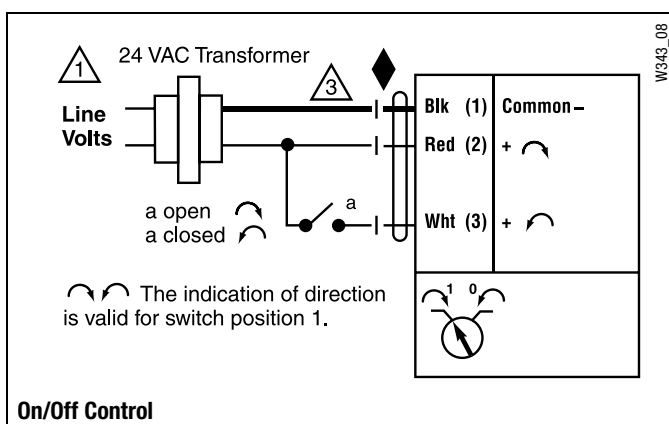 W343_08
1
24 VAC Transformer
3
Line
Volts
Blk (1) Common –
Red (2) +
a
Wht (3) +
a open
a closed
1 0
The indication of direction
is valid for switch position 1.
On/Off Control